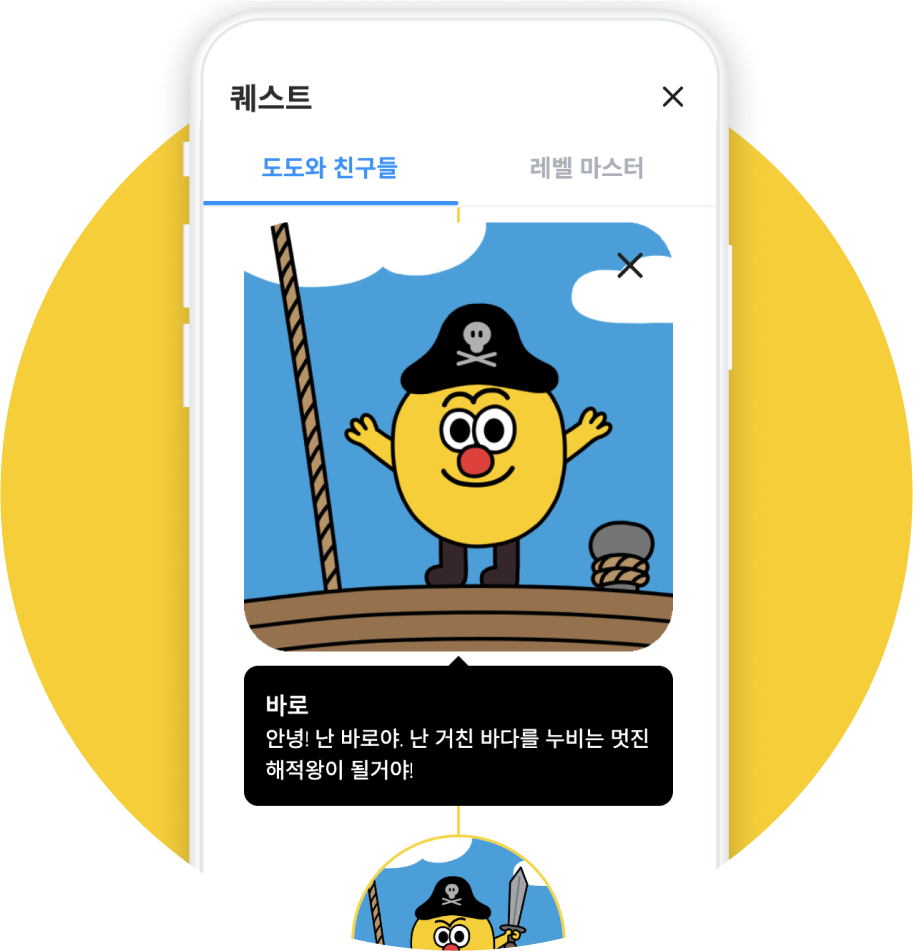 퀘스트
도도와 친구들
레벨 마스터
바로
안녕! 난 바로야. 난 거친 바다를 누비는 멋진
해적왕이 될거야!